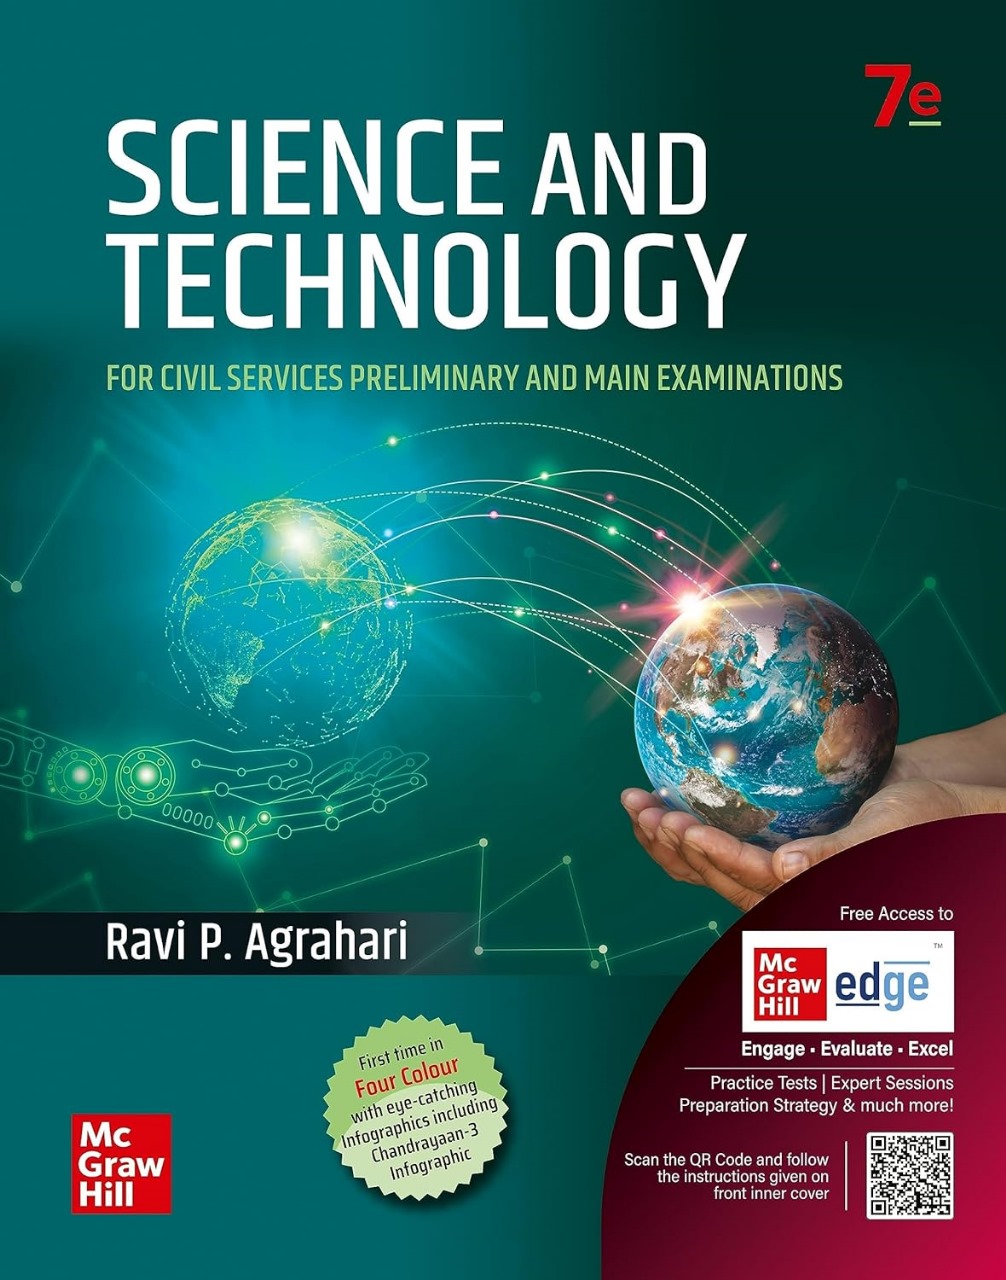 7e
SCIENCE AND
TECHNOLOGY
FOR CIVIL SERVICES PRELIMINARY AND MAIN EXAMINATIONS
Ravi P. Agrahari
First time in
Four Colour
with eye-catching
Infographics including
Chandrayaan-3
Infographic
Mc
Graw
Hill
Free Access to
Mc
Graw
Hill
edge
TM
Engage ▪ Evaluate ▪ Excel
Practice Tests | Expert Sessions
Preparation Strategy & much more!
Scan the QR Code and follow
the instructions given on
front inner cover